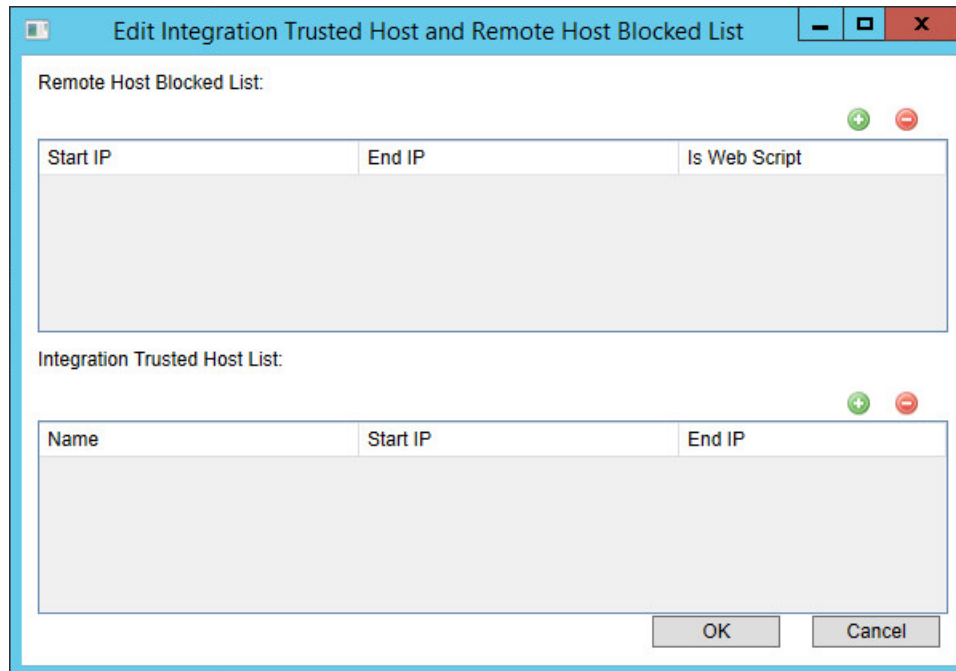 Edit Integration Trusted Host and Remote Host Blocked List
Remote Host Blocked List:
Start IP End IP Is Web Script
Integration Trusted Host List:
Name Start IP End IP
OK Cancel